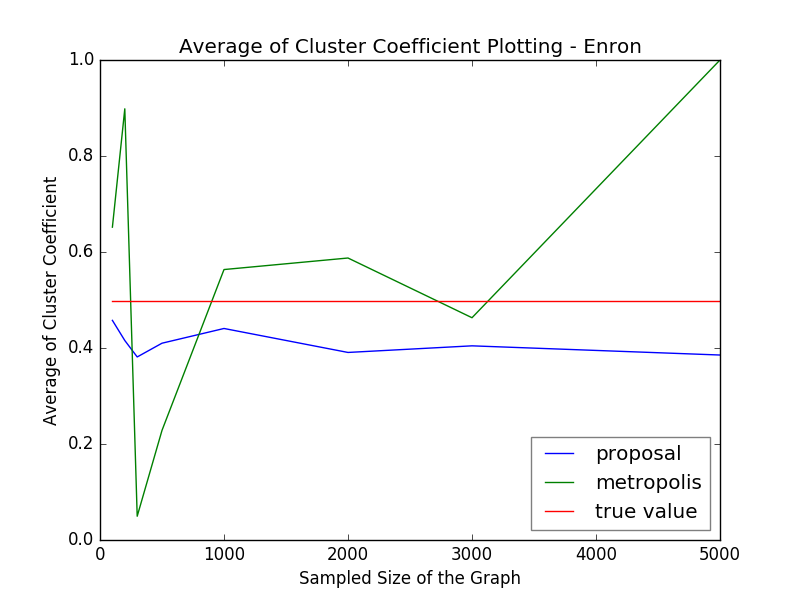 Average of Cluster Coefficient Plotting - Enron
1.0
0.8
0.6
0.4
0.2
0.0
Average of Cluster Coefficient
0 1000 2000 3000 4000 5000
Sampled Size of the Graph
proposal
metropolis
true value